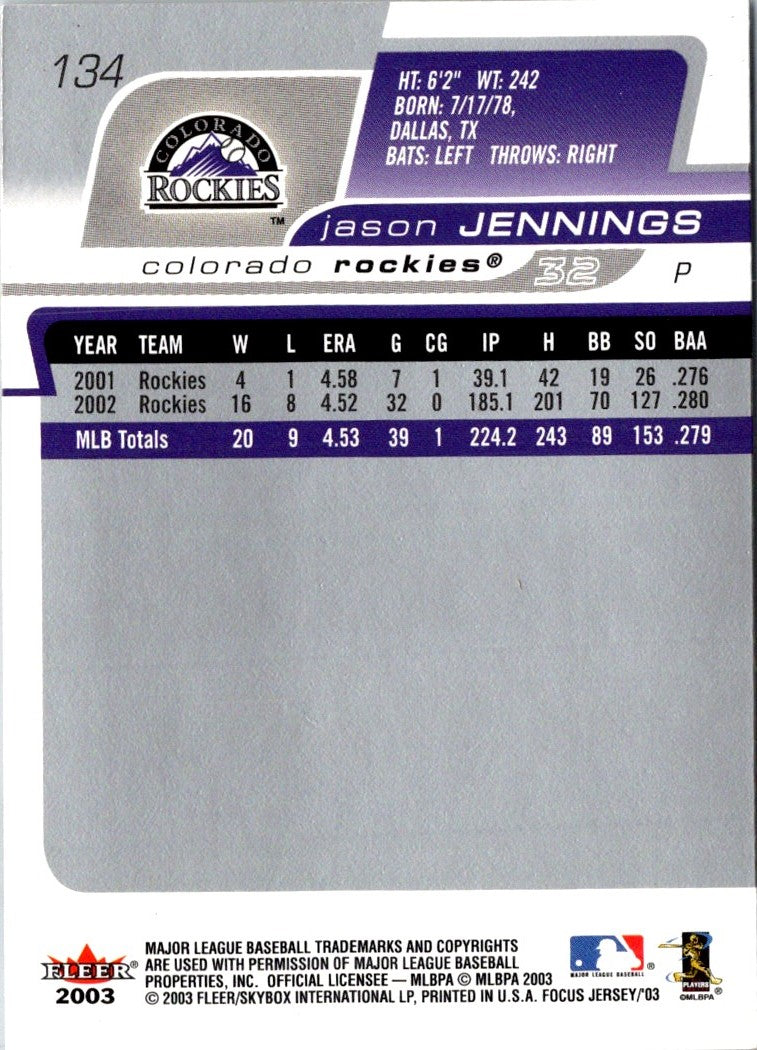 134
COLORADO
ROCKIES
TM
HT: 6'2" WT: 242
BORN: 7/17/78,
DALLAS, TX
BATS: LEFT THROWS: RIGHT
jason JENNINGS
colorado rockies® 32 P
YEAR TEAM W L ERA G CG IP H BB SO BAA
2001 Rockies 4 1 4.58 7 1 39.1 42 19 26 .276
2002 Rockies 16 8 4.52 32 0 185.1 201 70 127 .280
MLB Totals 20 9 4.53 39 1 224.2 243 89 153 .279
FLEER®
2003
MAJOR LEAGUE BASEBALL TRADEMARKS AND COPYRIGHTS
ARE USED WITH PERMISSION OF MAJOR LEAGUE BASEBALL
PROPERTIES, INC. OFFICIAL LICENSEE — MLBPA © MLBPA 2003
© 2003 FLEER/SKYBOX INTERNATIONAL LP, PRINTED IN U.S.A. FOCUS JERSEY/'03
MAJOR LEAGUE BASEBALL ®
PLAYERS ®
©MLBPA